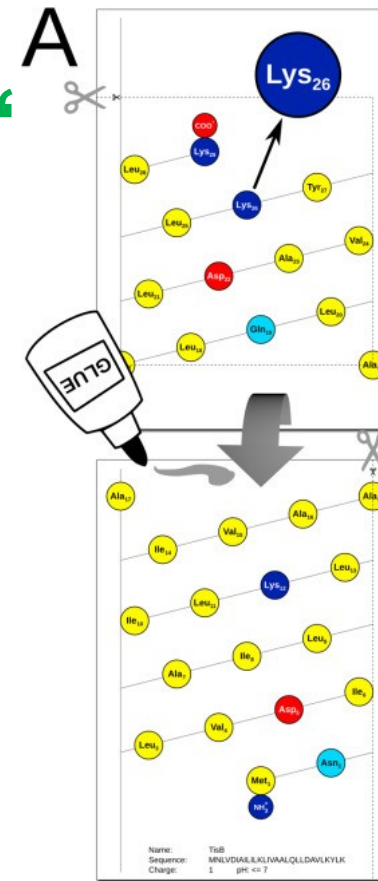 A
Lys₂₆
COO⁻
Lys₂₉
Leu₂₈
Tyr₂₇
Lys₂₆
Leu₂₅
Val₂₄
Ala₂₃
Asp₂₂
Leu₂₁
Leu₂₀
Gln₁₉
Leu₁₈
Ala
GLUE
Ala₁₇
Ala
Ala₁₆
Val₁₅
Ile₁₄
Leu₁₃
Lys₁₂
Leu₁₁
Ile₁₀
Leu₉
Ile₈
Ala₇
Ile₆
Asp₅
Val₄
Leu₃
Asn₂
Met₁
NH₃⁺
Name: TisB
Sequence: MNLVDIAILILKLIVAALQLLDAVLKYLK
Charge: 1 pH: <= 7